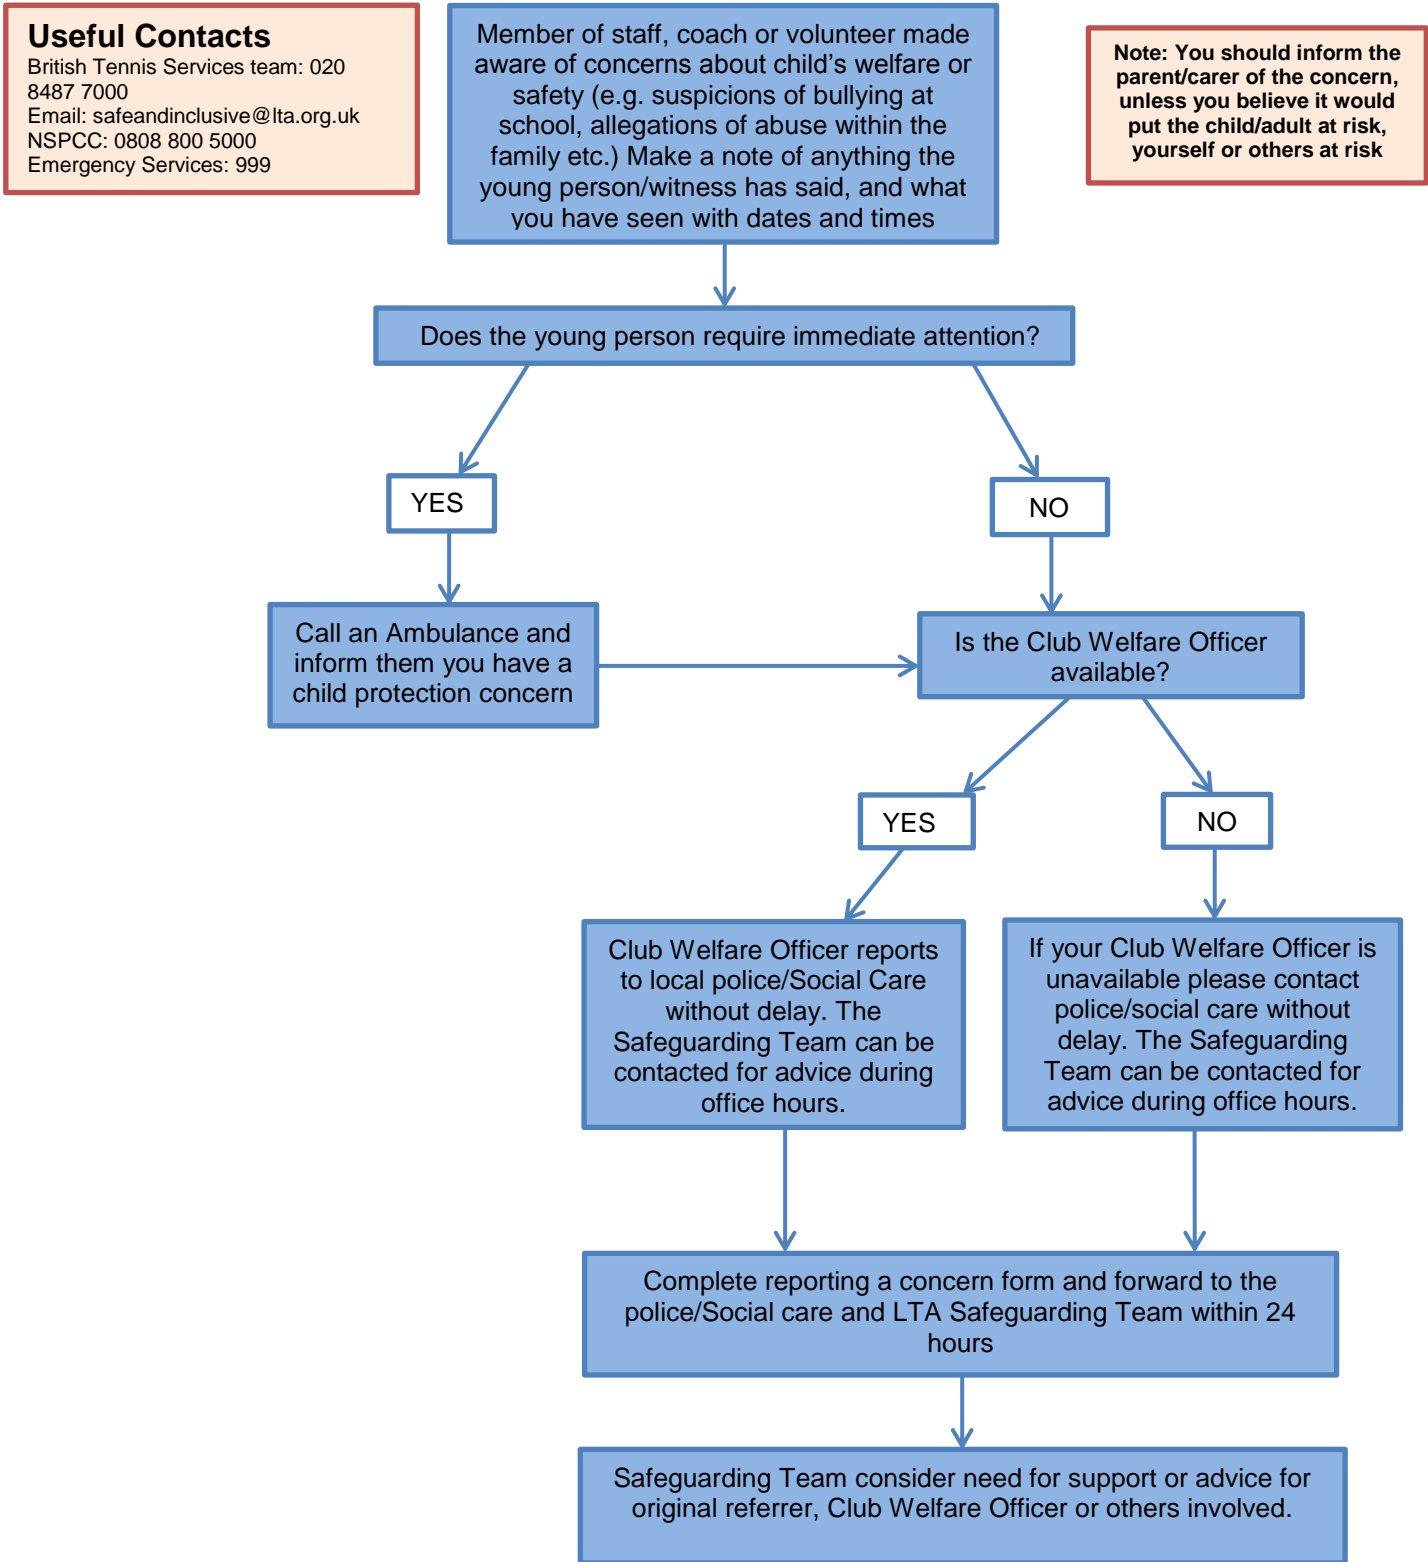 Useful Contacts
British Tennis Services team: 020
8487 7000
Email: safeandinclusive@lta.org.uk
NSPCC: 0808 800 5000
Emergency Services: 999
Member of staff, coach or volunteer made
aware of concerns about child’s welfare or
safety (e.g. suspicions of bullying at
school, allegations of abuse within the
family etc.) Make a note of anything the
young person/witness has said, and what
you have seen with dates and times
Note: You should inform the
parent/carer of the concern,
unless you believe it would
put the child/adult at risk,
yourself or others at risk
Does the young person require immediate attention?
YES
NO
Call an Ambulance and
inform them you have a
child protection concern
Is the Club Welfare Officer
available?
YES
NO
Club Welfare Officer reports
to local police/Social Care
without delay. The
Safeguarding Team can be
contacted for advice during
office hours.
If your Club Welfare Officer is
unavailable please contact
police/social care without
delay. The Safeguarding
Team can be contacted for
advice during office hours.
Complete reporting a concern form and forward to the
police/Social care and LTA Safeguarding Team within 24
hours
Safeguarding Team consider need for support or advice for
original referrer, Club Welfare Officer or others involved.